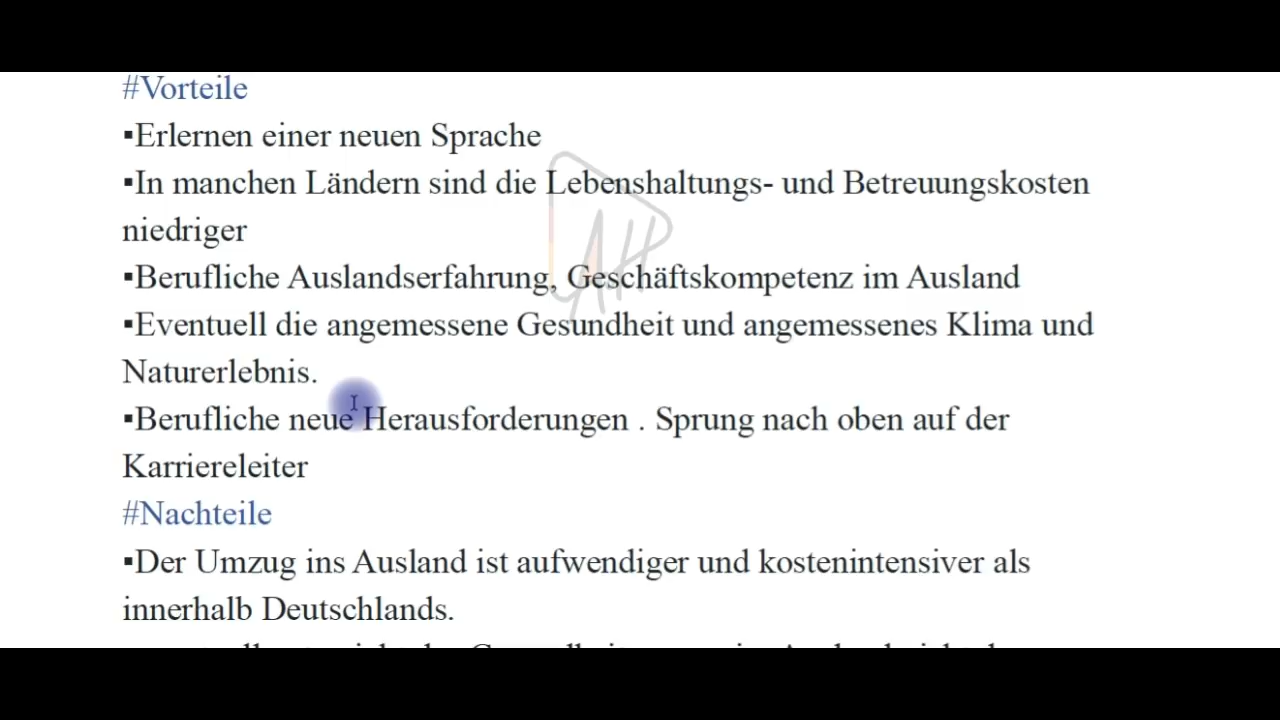 #Vorteile
▪Erlernen einer neuen Sprache
▪In manchen Ländern sind die Lebenshaltungs- und Betreuungskosten
niedriger
▪Berufliche Auslandserfahrung, Geschäftskompetenz im Ausland
▪Eventuell die angemessene Gesundheit und angemessenes Klima und
Naturerlebnis.
▪Berufliche neue Herausforderungen . Sprung nach oben auf der
Karriereleiter
#Nachteile
▪Der Umzug ins Ausland ist aufwendiger und kostenintensiver als
innerhalb Deutschlands.